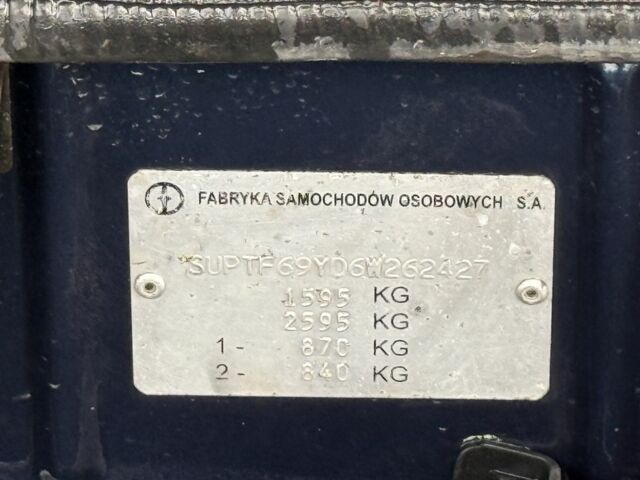 FABRYKA SAMOCHODÓW OSOBOWYCH S.A.
SUPTF69YD6W262427
1595 KG
2595 KG
1- 870 KG
2- 840 KG